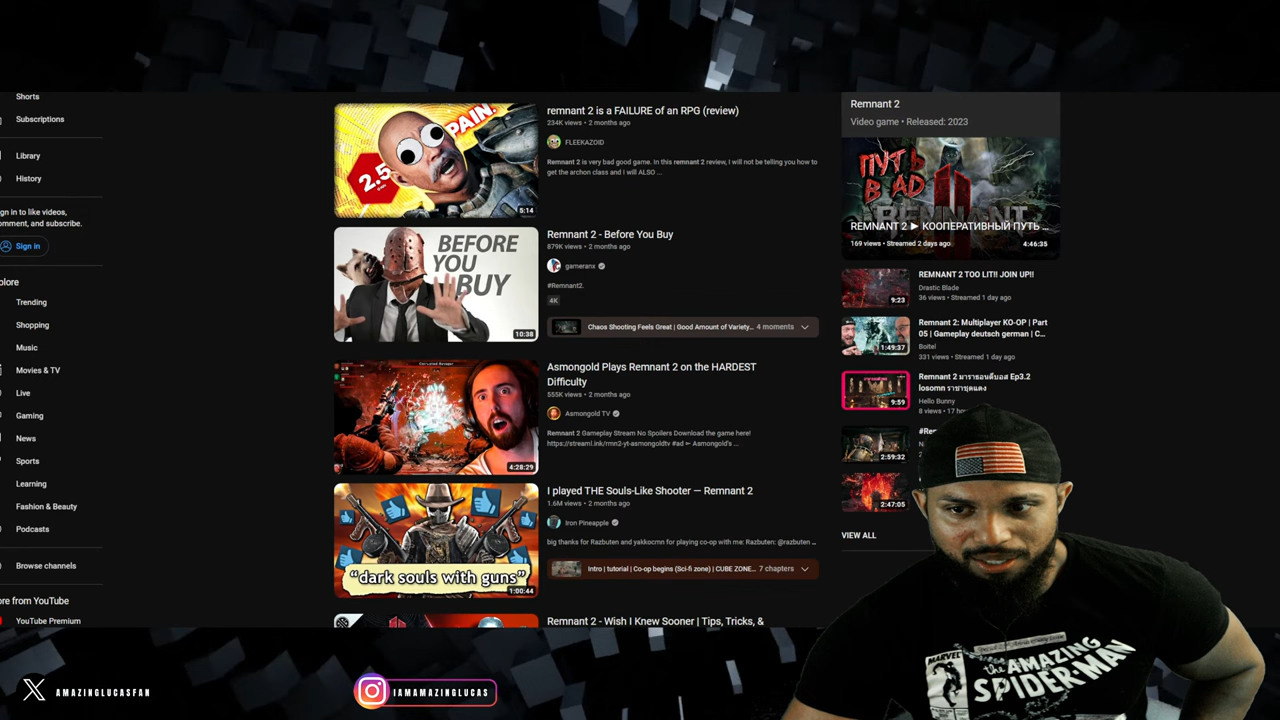 Shorts
Subscriptions
Library
History
gn in to like videos,
omment, and subscribe.
Sign in
plore
Trending
Shopping
Music
Movies & TV
Live
Gaming
News
Sports
Learning
Fashion & Beauty
Podcasts
Browse channels
ore from YouTube
YouTube Premium
PAIN.
2.5
5:14
remnant 2 is a FAILURE of an RPG (review)
234K views • 2 months ago
FLEEKAZOID
Remnant 2 is very bad good game. In this remnant 2 review, I will not be telling you how to
get the archon class and I will ALSO ...
BEFORE
YOU
BUY
10:38
Remnant 2 - Before You Buy
879K views • 2 months ago
gameranx
#Remnant2.
4K
Chaos Shooting Feels Great | Good Amount of Variety... 4 moments
4:28:29
Asmongold Plays Remnant 2 on the HARDEST
Difficulty
555K views • 2 months ago
Asmongold TV
Remnant 2 Gameplay Stream No Spoilers Download the game here!
https://streaml.ink/rmn2-yt-asmongoldtv #ad ► Asmongold's ...
"dark souls with guns"
1:00:44
I played THE Souls-Like Shooter — Remnant 2
1.6M views • 2 months ago
Iron Pineapple
big thanks for Razbuten and yakkocmn for playing co-op with me: Razbuten: @razbuten ...
Intro | tutorial | Co-op begins {Sci-fi zone} | CUBE ZONE... 7 chapters
Remnant 2 - Wish I Knew Sooner | Tips, Tricks, &
Remnant 2
Video game • Released: 2023
ПУТЬ
В АД
REMNANT
REMNANT 2 ► КООПЕРАТИВНЫЙ ПУТЬ ...
169 views • Streamed 2 days ago
4:46:35
9:23
REMNANT 2 TOO LIT!! JOIN UP!!
Drastic Blade
36 views • Streamed 1 day ago
1:49:37
Remnant 2: Multiplayer KO-OP | Part
05 | Gameplay deutsch german | C...
Boitel
331 views • Streamed 1 day ago
9:59
Remnant 2 มาราธอนตีบอส Ep3.2
losomn ราชาชุดแดง
Hello Bunny
8 views • 17 ho
2:59:32
#Re
2:47:05
VIEW ALL
MARVEL
the AMAZING
SPIDER-MAN
AMAZINGLUCASFAN
IAMAMAZINGLUCAS